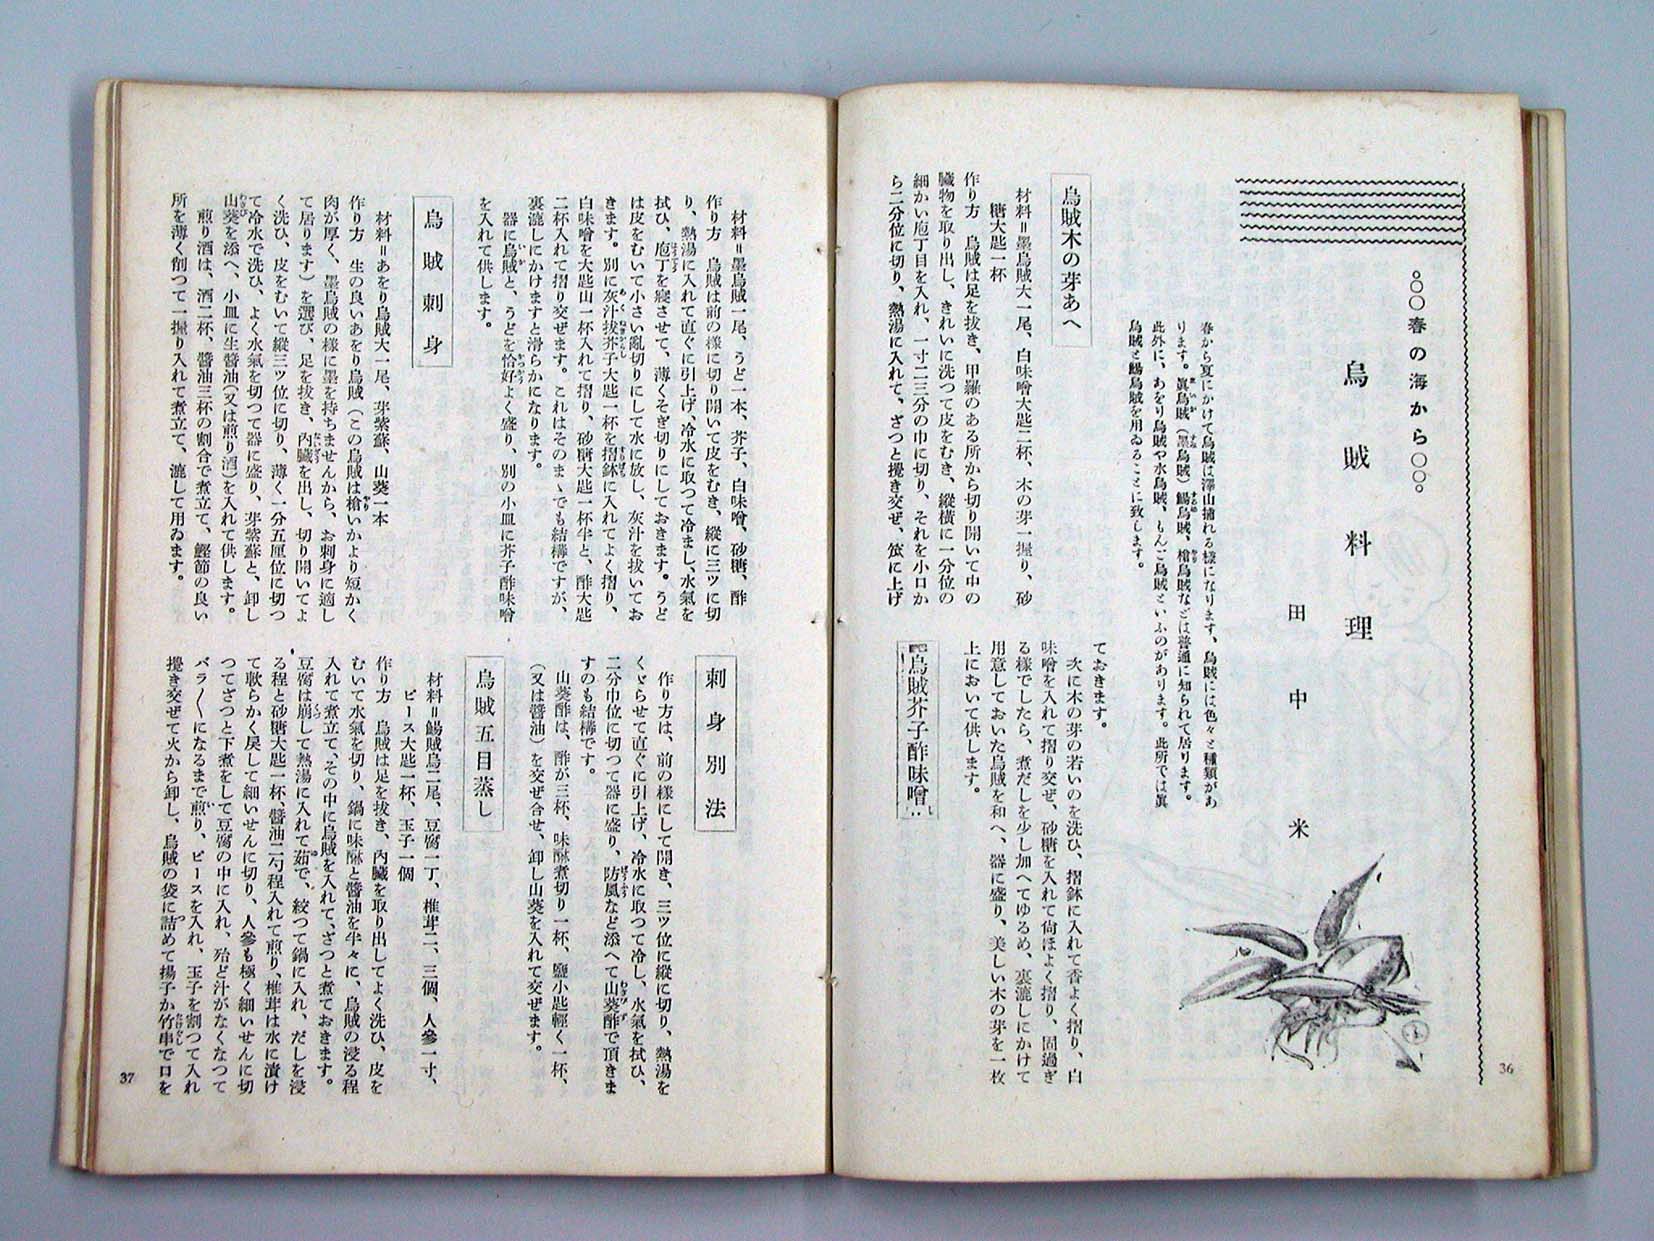 ○○○春の海から○○○
烏賊料理
田中米
春から夏にかけて烏賊は澤山捕れる樣になります、烏賊には色々と種類があ
ります。眞烏賊(墨烏賊)鯣烏賊、槍烏賊などは普通に知られて居ります。
此外に、あをり烏賊や水烏賊、もんご烏賊といふのがあります。此所では眞
烏賊と鯣烏賊を用ゐることに致します。
烏賊木の芽あへ
材料=墨烏賊大一尾、白味噌大匙二杯、木の芽一握り、砂
糖大匙一杯
作り方 烏賊は足を拔き、甲羅のある所から切り開いて中の
臟物を取り出し、きれいに洗つて皮をむき、縱橫に一分位の
細かい庖丁目を入れ、一寸二三分の巾に切り、それを小口か
ら二分位に切り、熱湯に入れて、ざつと攪き交ぜ、笊に上げ
ておきます。
次に木の芽の若いのを洗ひ、摺鉢に入れて香よく摺り、白
味噌を入れて摺り交ぜ、砂糖を入れて尙ほよく摺り、固過ぎ
る樣でしたら、煮だしを少し加へてゆるめ、裏漉しにかけて
用意しておいた烏賊を和へ、器に盛り、美しい木の芽を一枚
上において供します。
烏賊芥子酢味噌
材料=墨烏賊一尾、うど一本、芥子、白味噌、砂糖、酢
作り方 烏賊は前の樣に切り開いて皮をむき、縱に三ツに切
り、熱湯に入れて直ぐに引上げ、冷水に取つて冷まし、水氣を
拭ひ、庖丁を寢させて、薄くそぎ切りにしておきます。うど
は皮をむいて小さい亂切りにして水に放し、灰汁を拔いてお
きます。別に灰汁拔芥子大匙一杯を摺鉢に入れてよく摺り、
白味噌を大匙山一杯入れて摺り、砂糖大匙一杯半と、酢大匙
二杯入れて摺り交ぜます。これはそのまゝでも結構ですが、
裏漉しにかけますと滑らかになります。
器に烏賊と、うどを恰好よく盛り、別の小皿に芥子酢味噌
を入れて供します。
烏賊刺身
材料=あをり烏賊大一尾、芽紫蘇、山葵一本
作り方 生の良いあをり烏賊(この烏賊は槍いかより短かく
肉が厚く、墨烏賊の樣に墨を持ちませんから、お刺身に適し
て居ります)を選び、足を拔き、內臟を出し、切り開いてよ
く洗ひ、皮をむいて縱三ツ位に切り、薄く一分五厘位に切つ
て冷水で洗ひ、よく水氣を切つて器に盛り、芽紫蘇と、卸し
山葵を添へ、小皿に生醬油(又は煎り酒)を入れて供します。
煎り酒は、酒二杯、醬油三杯の割合で煮立て、鰹節の良い
所を薄く削つて一握り入れて煮立て、漉して用ゐます。
刺身別法
作り方は、前の樣にして開き、三ツ位に縱に切り、熱湯を
くゞらせて直ぐに引上げ、冷水に取つて冷し、水氣を拭ひ、
二分巾位に切つて器に盛り、防風など添へて山葵酢で頂きま
すのも結構です。
山葵酢は、酢が三杯、味醂煮切り一杯、鹽小匙輕く一杯、
(又は醬油)を交ぜ合せ、卸し山葵を入れて交ぜます。
烏賊五目蒸し
材料=鯣賊烏二尾、豆腐一丁、椎茸二、三個、人參一寸、
ピース大匙一杯、玉子一個
作り方 烏賊は足を拔き、內臟を取り出してよく洗ひ、皮を
むいて水氣を切り、鍋に味醂と醬油を半々に、烏賊の浸る程
入れて煮立て、その中に烏賊を入れて、ざつと煮ておきます。
豆腐は崩して熱湯に入れて茹で、絞つて鍋に入れ、だしを浸
る程と砂糖大匙一杯、醬油二勺程入れて煎り、椎茸は水に漬け
て軟らかく戾して細いせんに切り、人參も極く細いせんに切
つてざつと下煮をして豆腐の中に入れ、殆ど汁がなくなつて
バラ〱になるまで煎り、ピースを入れ、玉子を割つて入れ
攪き交ぜて火から卸し、烏賊の袋に詰めて揚子か竹串で口を
36
37